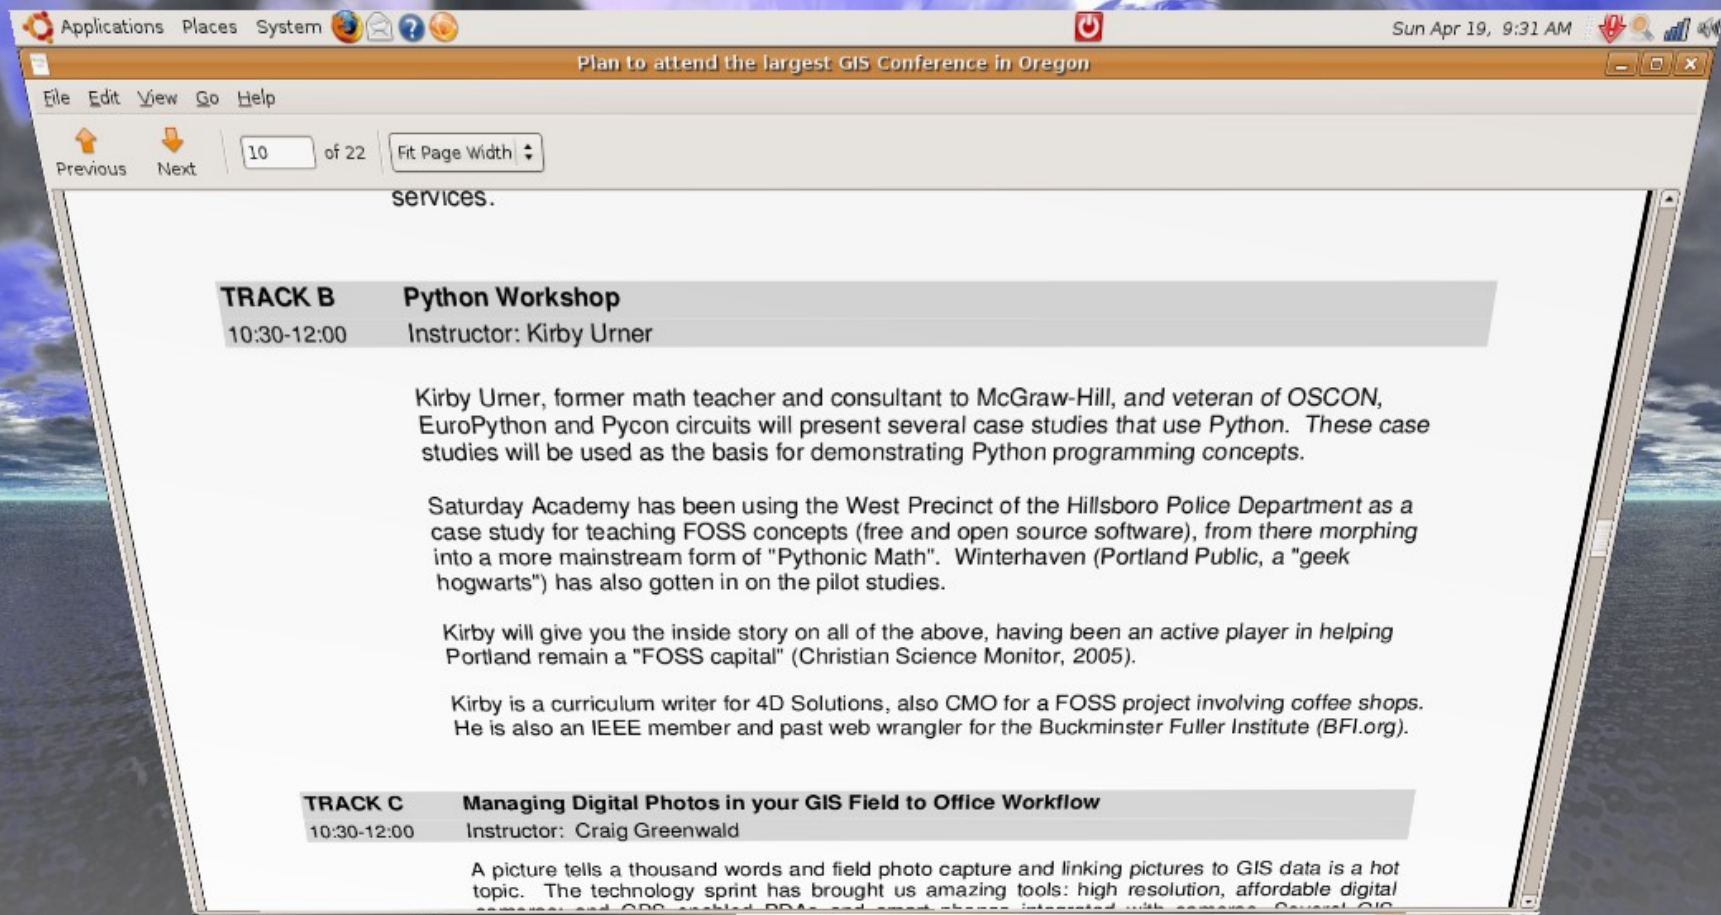 Applications Places System
Sun Apr 19, 9:31 AM
Plan to attend the largest GIS Conference in Oregon
File Edit View Go Help
Previous Next 10 of 22 Fit Page Width
services.
TRACK B Python Workshop
10:30-12:00 Instructor: Kirby Urner
Kirby Urner, former math teacher and consultant to McGraw-Hill, and veteran of OSCON,
EuroPython and Pycon circuits will present several case studies that use Python. These case
studies will be used as the basis for demonstrating Python programming concepts.
Saturday Academy has been using the West Precinct of the Hillsboro Police Department as a
case study for teaching FOSS concepts (free and open source software), from there morphing
into a more mainstream form of "Pythonic Math". Winterhaven (Portland Public, a "geek
hogwarts") has also gotten in on the pilot studies.
Kirby will give you the inside story on all of the above, having been an active player in helping
Portland remain a "FOSS capital" (Christian Science Monitor, 2005).
Kirby is a curriculum writer for 4D Solutions, also CMO for a FOSS project involving coffee shops.
He is also an IEEE member and past web wrangler for the Buckminster Fuller Institute (BFI.org).
TRACK C Managing Digital Photos in your GIS Field to Office Workflow
10:30-12:00 Instructor: Craig Greenwald
A picture tells a thousand words and field photo capture and linking pictures to GIS data is a hot
topic. The technology sprint has brought us amazing tools: high resolution, affordable digital